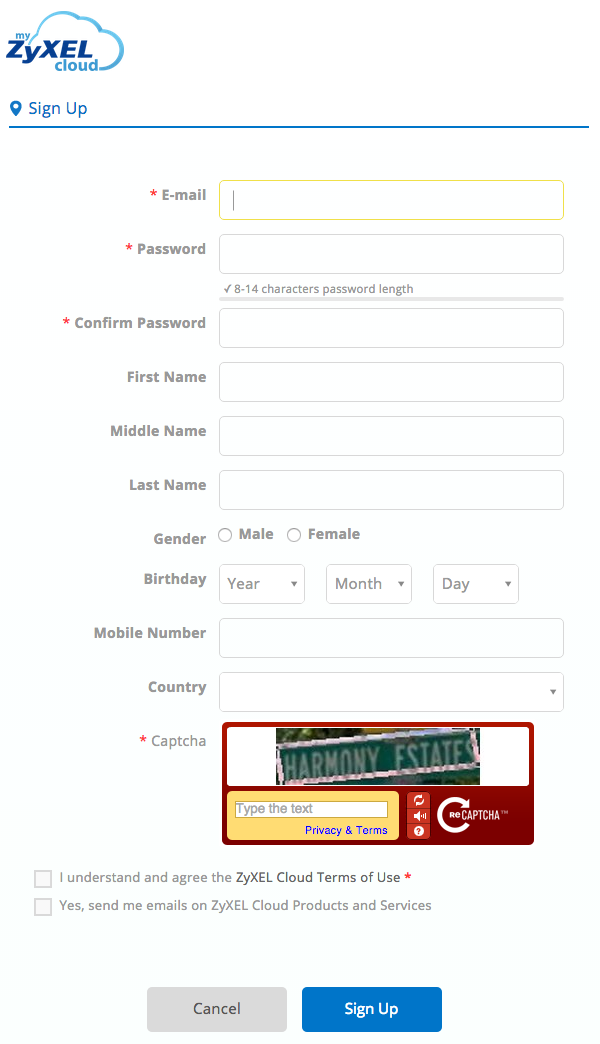 my
ZyXEL
cloud
Sign Up
* E-mail
* Password
✓ 8-14 characters password length
* Confirm Password
First Name
Middle Name
Last Name
Gender Male Female
Birthday Year Month Day
Mobile Number
Country
* Captcha
HARMONY ESTATES
Type the text
Privacy & Terms
reCAPTCHA™
I understand and agree the ZyXEL Cloud Terms of Use *
Yes, send me emails on ZyXEL Cloud Products and Services
Cancel Sign Up